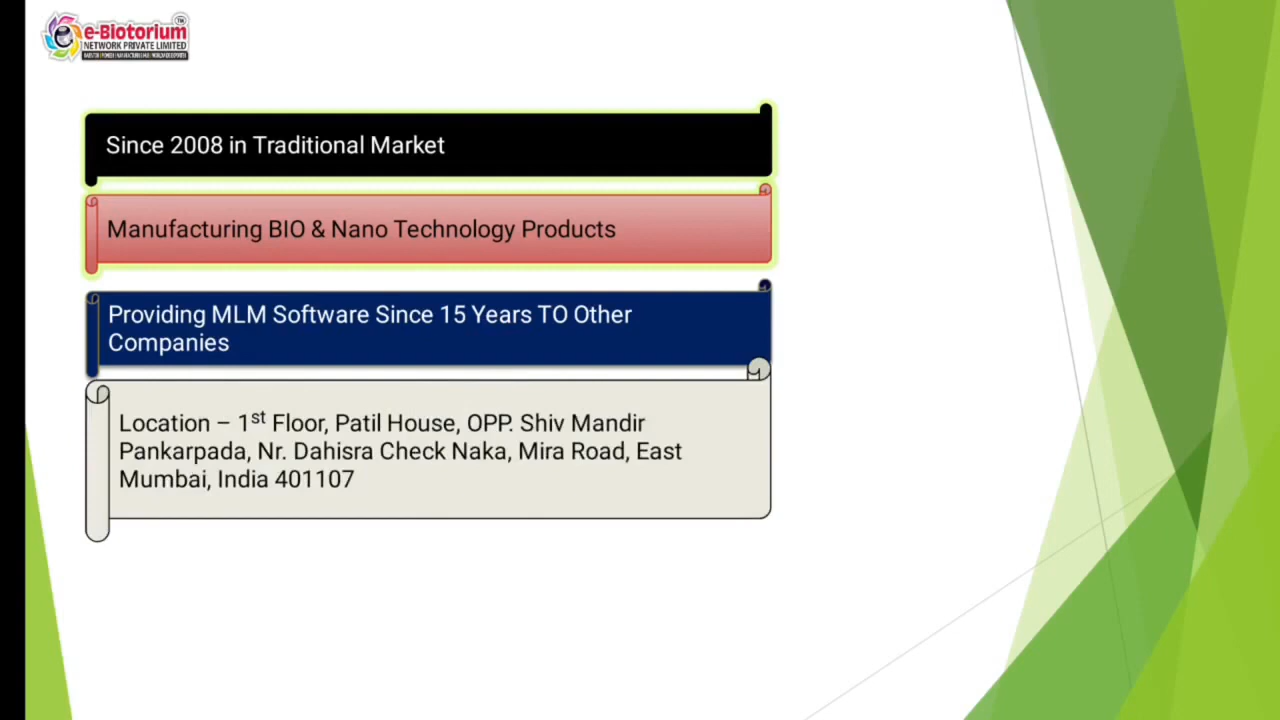 e-Biotorium
TM
NETWORK PRIVATE LIMITED
Since 2008 in Traditional Market
Manufacturing BIO & Nano Technology Products
Providing MLM Software Since 15 Years TO Other
Companies
Location – 1st Floor, Patil House, OPP. Shiv Mandir
Pankarpada, Nr. Dahisra Check Naka, Mira Road, East
Mumbai, India 401107